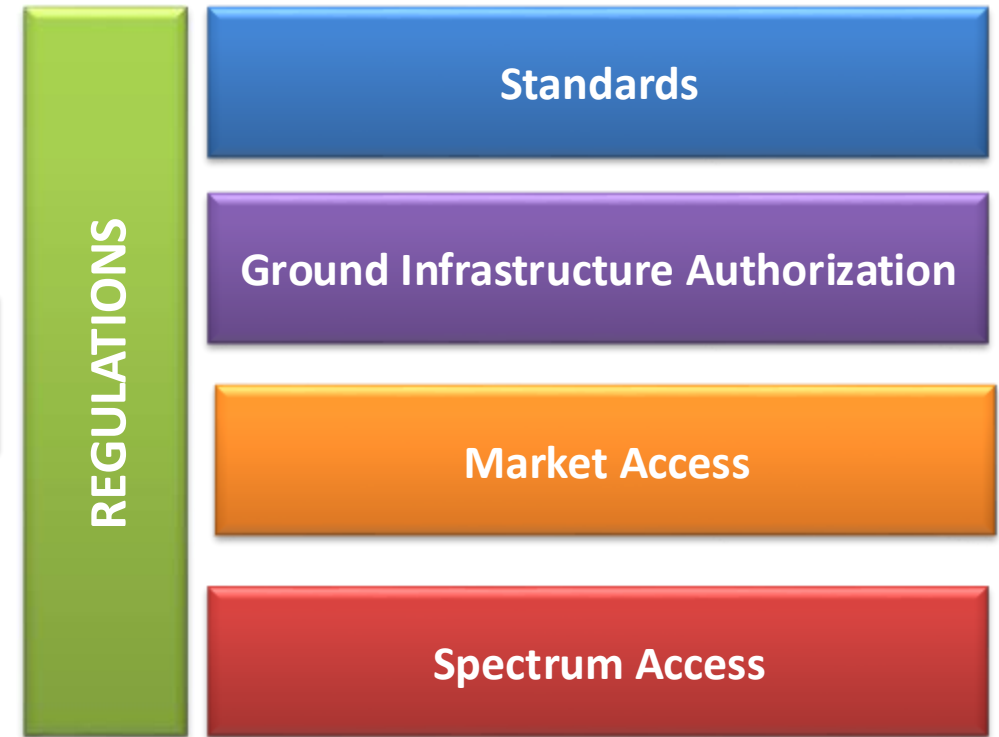 REGULATIONS
Standards
Ground Infrastructure Authorization
Market Access
Spectrum Access